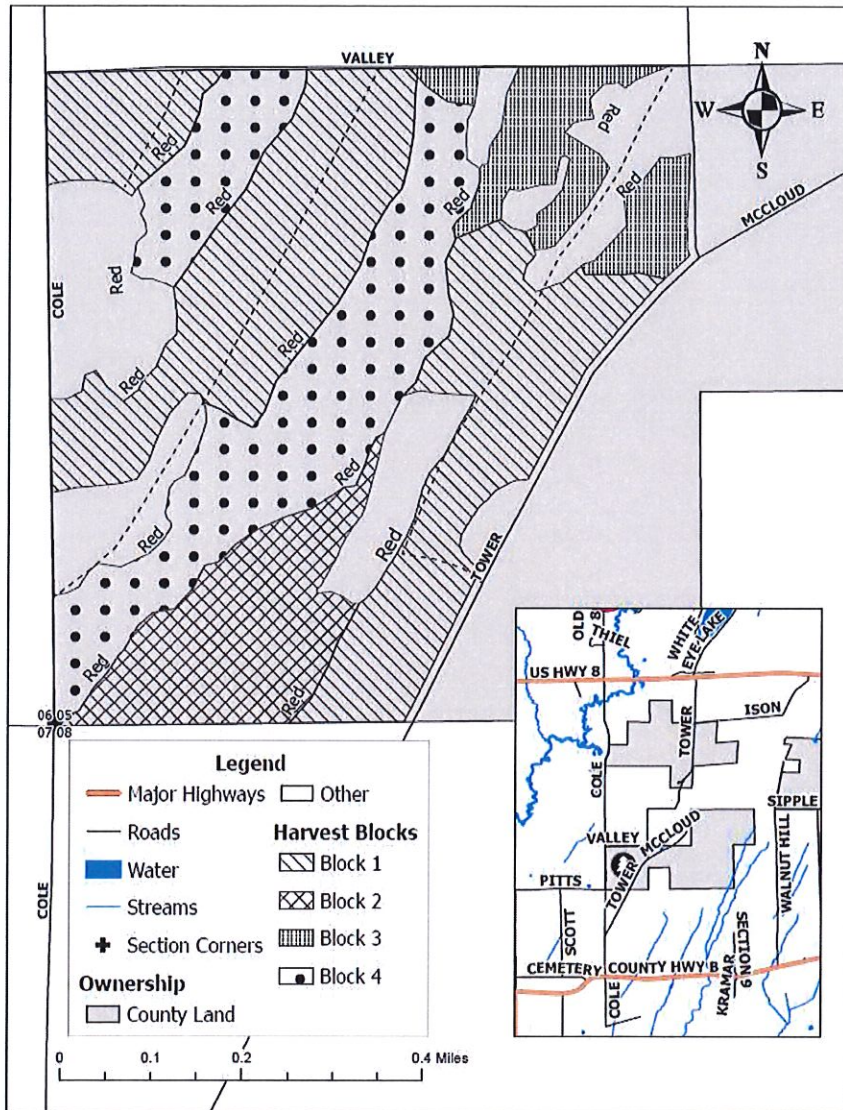 VALLEY
N
W E
S
MCCLOUD
COLE
TOWER
Red
Red
Red
Red
Red
Red
Red
Red
Red
Red
Red
Red
Red
Red
06 05
07 08
COLE
Legend
Major Highways
Roads
Water
Streams
Section Corners
Ownership
County Land
Other
Harvest Blocks
Block 1
Block 2
Block 3
Block 4
0 0.1 0.2 0.4 Miles
OLD 8
THIEL
WHITE
EYE LAKE
US HWY 8
ISON
TOWER
COLE
SIPPLE
VALLEY
MCCLOUD
TOWER
PITTS
WALNUT HILL
SCOTT
SECTION 9
KRAMAR
CEMETERY
COUNTY HWY B
COLE